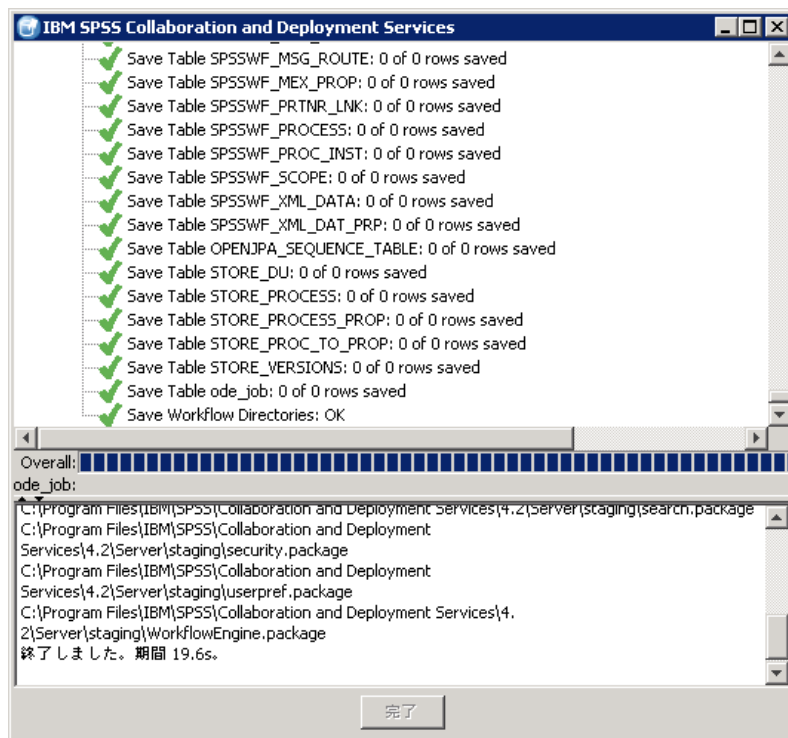 IBM SPSS Collaboration and Deployment Services
Save Table SPSSWF_MSG_ROUTE: 0 of 0 rows saved
Save Table SPSSWF_MEX_PROP: 0 of 0 rows saved
Save Table SPSSWF_PRTNR_LNK: 0 of 0 rows saved
Save Table SPSSWF_PROCESS: 0 of 0 rows saved
Save Table SPSSWF_PROC_INST: 0 of 0 rows saved
Save Table SPSSWF_SCOPE: 0 of 0 rows saved
Save Table SPSSWF_XML_DATA: 0 of 0 rows saved
Save Table SPSSWF_XML_DAT_PRP: 0 of 0 rows saved
Save Table OPENJPA_SEQUENCE_TABLE: 0 of 0 rows saved
Save Table STORE_DU: 0 of 0 rows saved
Save Table STORE_PROCESS: 0 of 0 rows saved
Save Table STORE_PROCESS_PROP: 0 of 0 rows saved
Save Table STORE_PROC_TO_PROP: 0 of 0 rows saved
Save Table STORE_VERSIONS: 0 of 0 rows saved
Save Table ode_job: 0 of 0 rows saved
Save Workflow Directories: OK
Overall:
ode_job:
C:\Program Files\IBM\SPSS\Collaboration and Deployment Services\4.2\Server\staging\search.package
C:\Program Files\IBM\SPSS\Collaboration and Deployment
Services\4.2\Server\staging\security.package
C:\Program Files\IBM\SPSS\Collaboration and Deployment
Services\4.2\Server\staging\userpref.package
C:\Program Files\IBM\SPSS\Collaboration and Deployment Services\4.
2\Server\staging\WorkflowEngine.package
終了しました。期間 19.6s。
完了